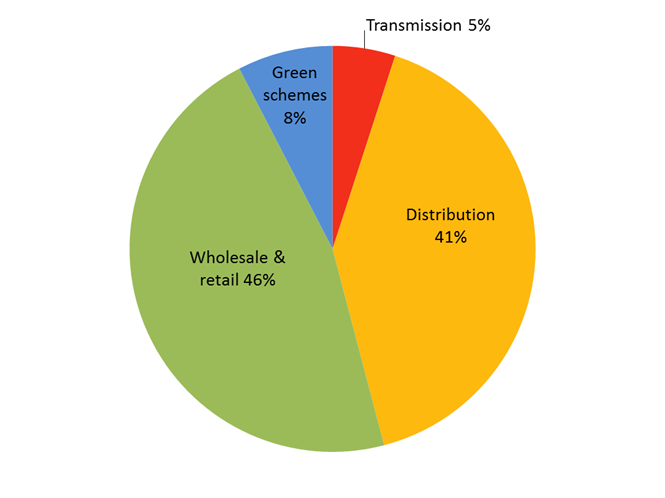 Transmission 5%
Green
schemes
8%
Distribution
41%
Wholesale &
retail 46%